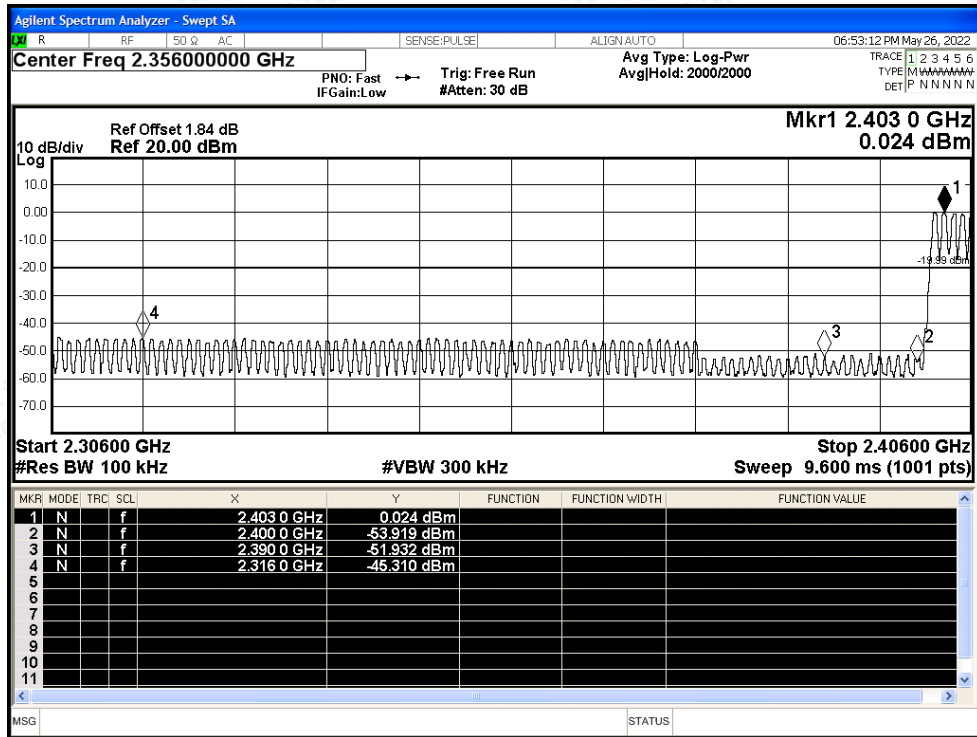 Agilent Spectrum Analyzer - Swept SA
LXI R RF 50 Ω AC SENSE:PULSE ALIGN AUTO 06:53:12 PM May 26, 2022
Center Freq 2.356000000 GHz
PNO: Fast
IFGain:Low
Trig: Free Run
#Atten: 30 dB
Avg Type: Log-Pwr
Avg|Hold: 2000/2000
TRACE 1 2 3 4 5 6
TYPE M
DET P N N N N N
Mkr1 2.403 0 GHz
0.024 dBm
Ref Offset 1.84 dB
10 dB/div Ref 20.00 dBm
Log
10.0
0.00
-10.0
-20.0
-30.0
-40.0
-50.0
-60.0
-70.0
1
-19.99 dBm
4
3
2
Start 2.30600 GHz Stop 2.40600 GHz
#Res BW 100 kHz #VBW 300 kHz Sweep 9.600 ms (1001 pts)
MKR MODE TRC SCL X Y FUNCTION FUNCTION WIDTH FUNCTION VALUE
1 N f 2.403 0 GHz 0.024 dBm
2 N f 2.400 0 GHz -53.919 dBm
3 N f 2.390 0 GHz -51.932 dBm
4 N f 2.316 0 GHz -45.310 dBm
5
6
7
8
9
10
11
MSG STATUS